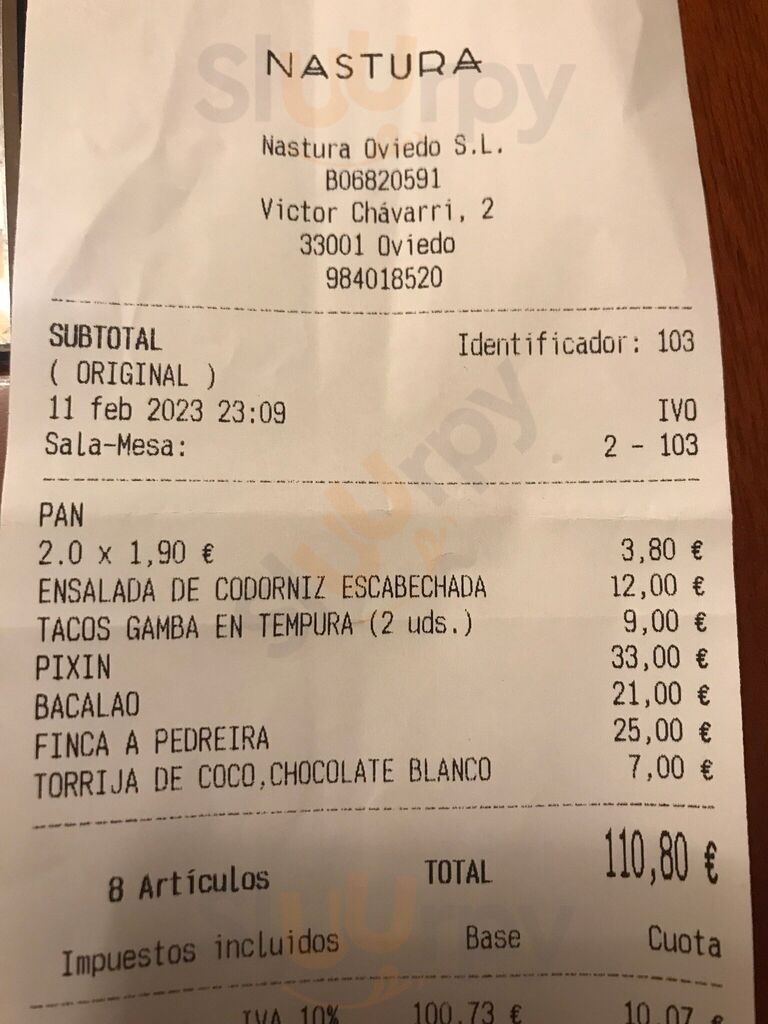 NASTURA
Nastura Oviedo S.L.
B06820591
Victor Chávarri, 2
33001 Oviedo
984018520
SUBTOTAL Identificador: 103
( ORIGINAL )
11 feb 2023 23:09 IVO
Sala-Mesa: 2 - 103
PAN
2.0 x 1,90 € 3,80 €
ENSALADA DE CODORNIZ ESCABECHADA 12,00 €
TACOS GAMBA EN TEMPURA (2 uds.) 9,00 €
PIXIN 33,00 €
BACALAO 21,00 €
FINCA A PEDREIRA 25,00 €
TORRIJA DE COCO,CHOCOLATE BLANCO 7,00 €
8 Artículos TOTAL 110,80 €
Impuestos incluidos Base Cuota
IVA 10% 100,73 € 10,07 €
Sluurpy
Sluurpy
Sluurpy